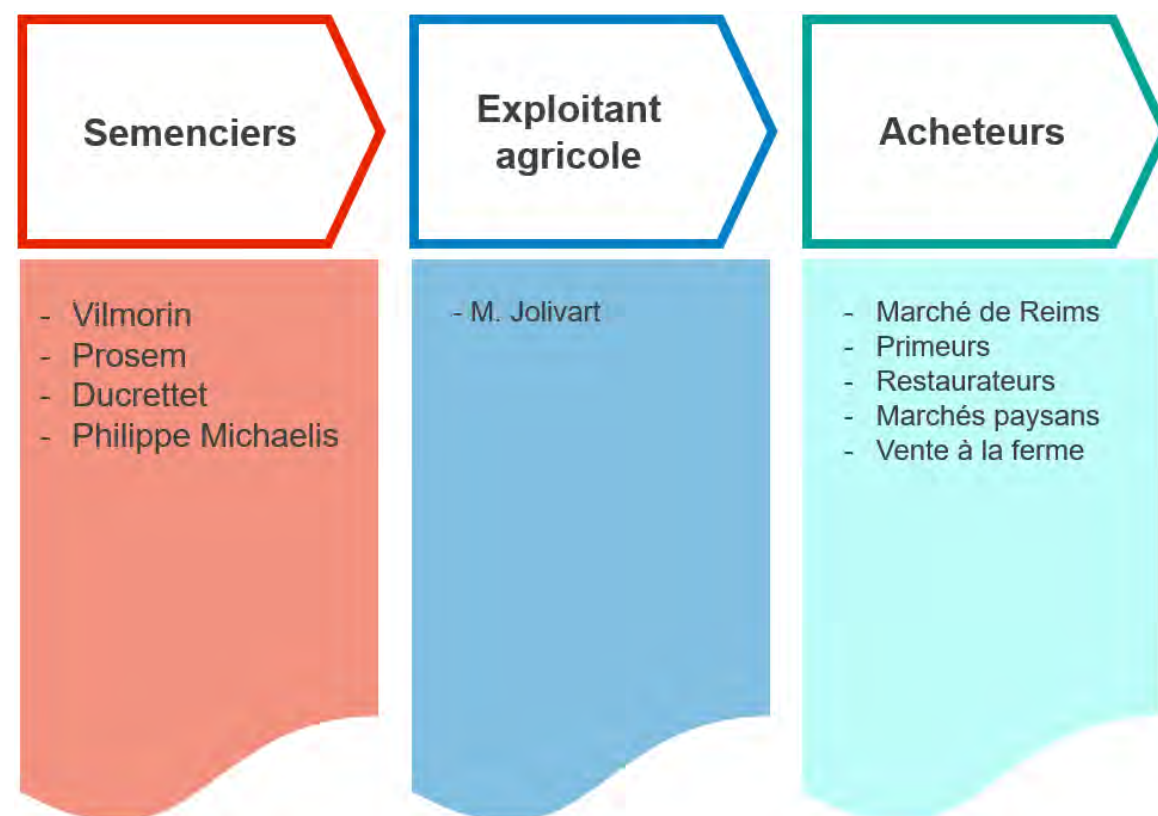 Semenciers
Exploitant
agricole
Acheteurs
- Vilmorin
- Prosem
- Ducrettet
- Philippe Michaelis
- M. Jolivart
- Marché de Reims
- Primeurs
- Restaurateurs
- Marchés paysans
- Vente à la ferme